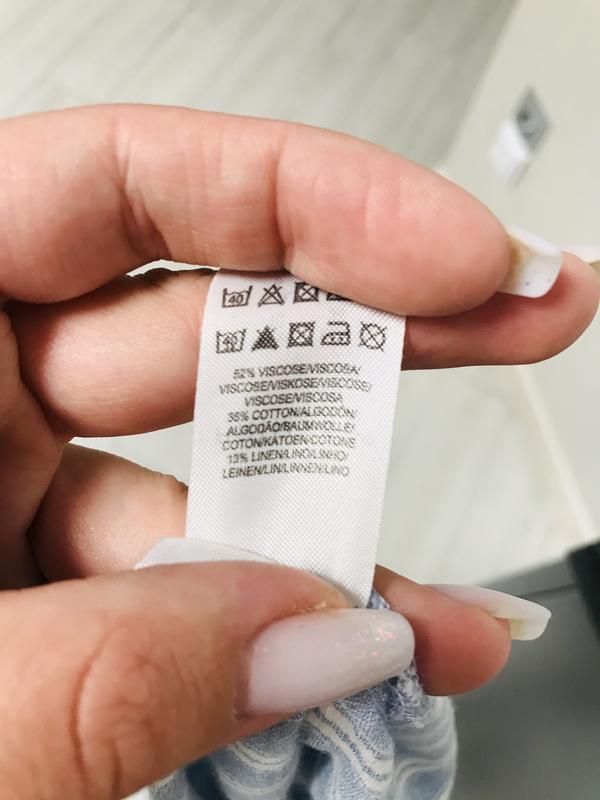 40
40
52% VISCOSE/VISCOSA/
VISCOSE/VISKOSE/VISCOSE/
VISCOSE/VISCOSA
35% COTTON/ALGODÓN/
ALGODÃO/BAUMWOLLE/
COTON/KATOEN/COTONE
13% LINEN/LINO/LINHO/
LEINEN/LIN/LINNEN/LINO